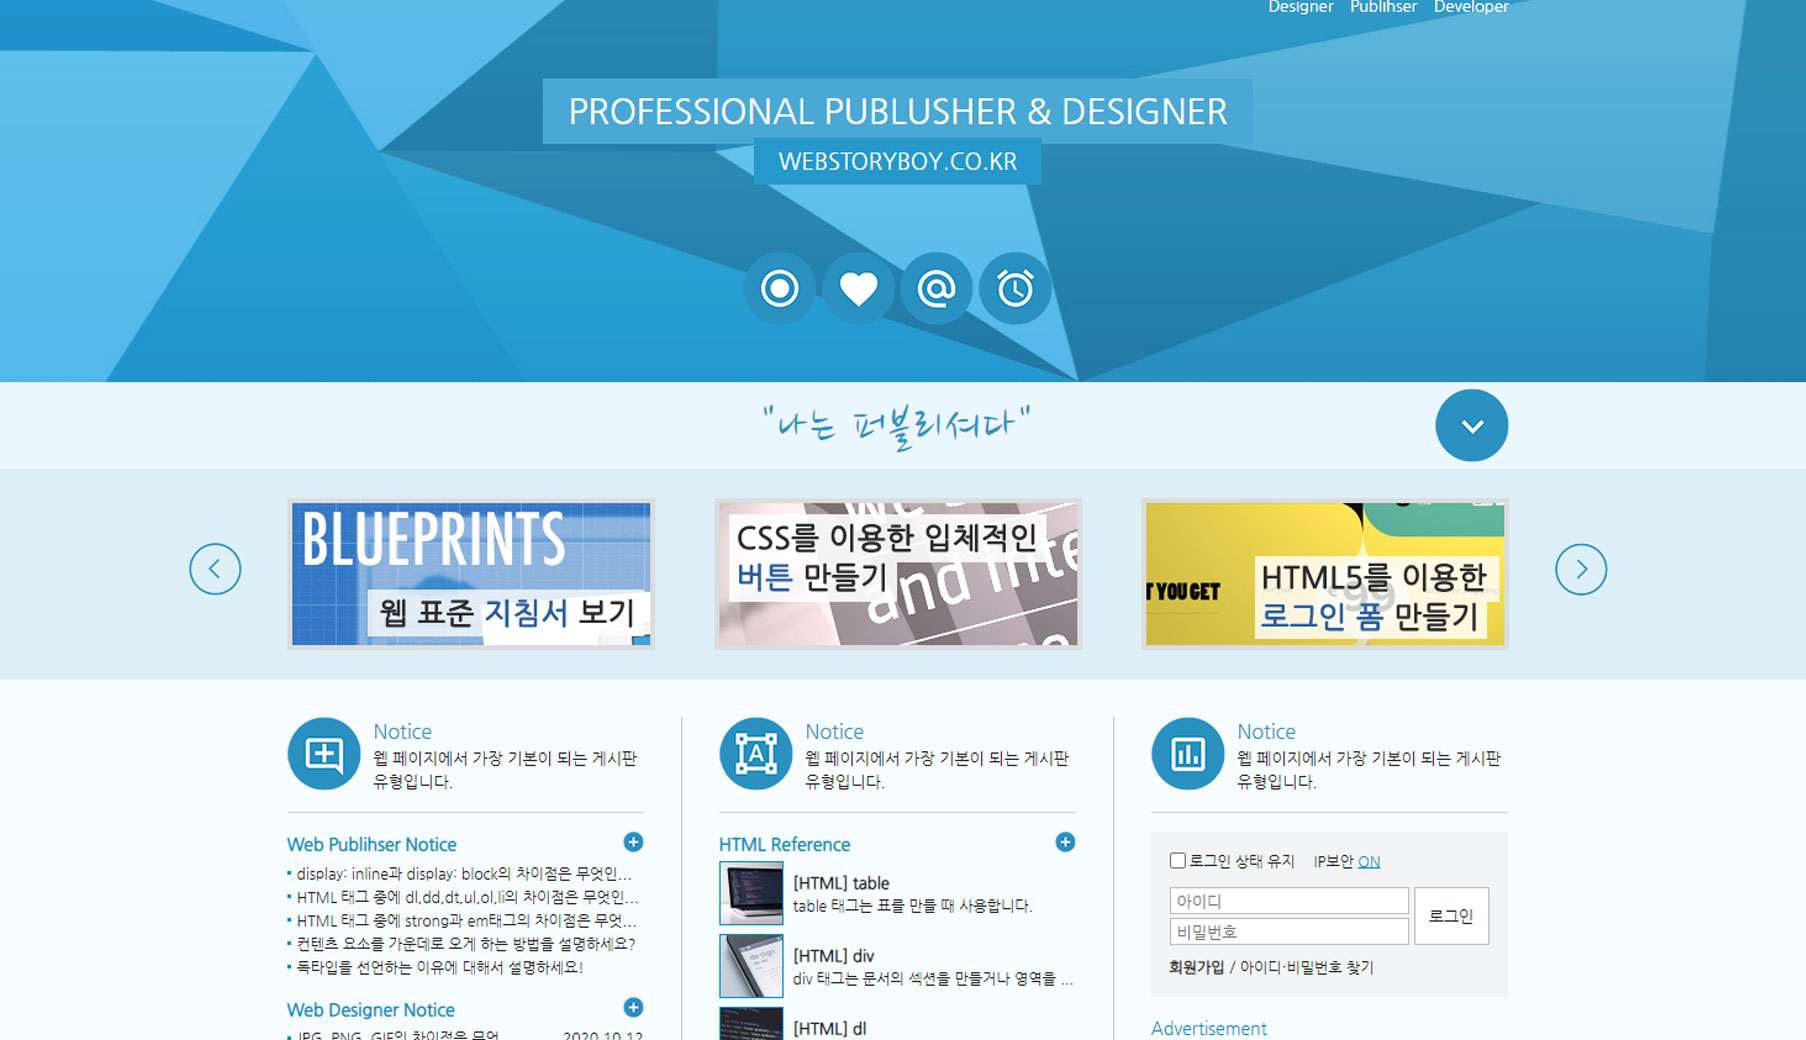 Designer Publihser Developer
PROFESSIONAL PUBLUSHER & DESIGNER
WEBSTORYBOY.CO.KR
"나는 퍼블리셔다"
BLUEPRINTS
웹 표준 지침서 보기
CSS를 이용한 입체적인
버튼 만들기
and inte
T YOU GET
HTML5를 이용한
로그인 폼 만들기
Notice
웹 페이지에서 가장 기본이 되는 게시판
유형입니다.
Web Publihser Notice
display: inline과 display: block의 차이점은 무엇인...
HTML 태그 중에 dl,dd,dt,ul,ol,li의 차이점은 무엇인...
HTML 태그 중에 strong과 em태그의 차이점은 무엇...
컨텐츠 요소를 가운데로 오게 하는 방법을 설명하세요?
독타입을 선언하는 이유에 대해서 설명하세요!
Web Designer Notice
JPG, PNG, GIF의 차이점은 무엇... 2020.10.12
Notice
웹 페이지에서 가장 기본이 되는 게시판
유형입니다.
HTML Reference
[HTML] table
table 태그는 표를 만들 때 사용합니다.
[HTML] div
div 태그는 문서의 섹션을 만들거나 영역을 ...
[HTML] dl
Notice
웹 페이지에서 가장 기본이 되는 게시판
유형입니다.
로그인 상태 유지 IP보안 ON
아이디
비밀번호
로그인
회원가입 / 아이디·비밀번호 찾기
Advertisement